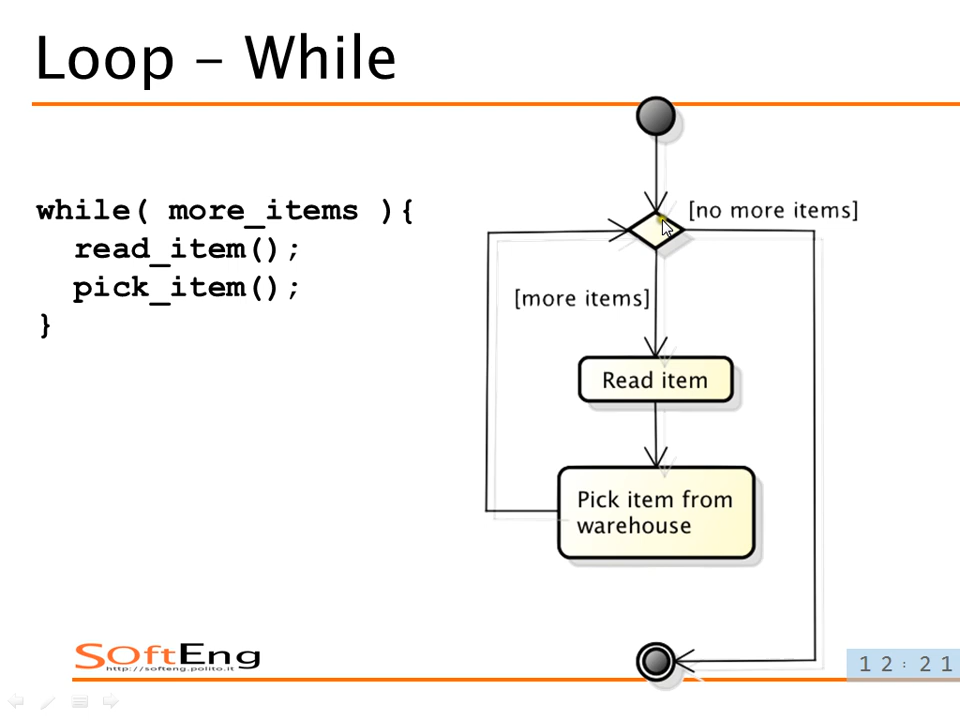 Loop - While
while( more_items ){
read_item();
pick_item();
}
[no more items]
[more items]
Read item
Pick item from
warehouse
SOftEng
http://softeng.polito.it
12:21